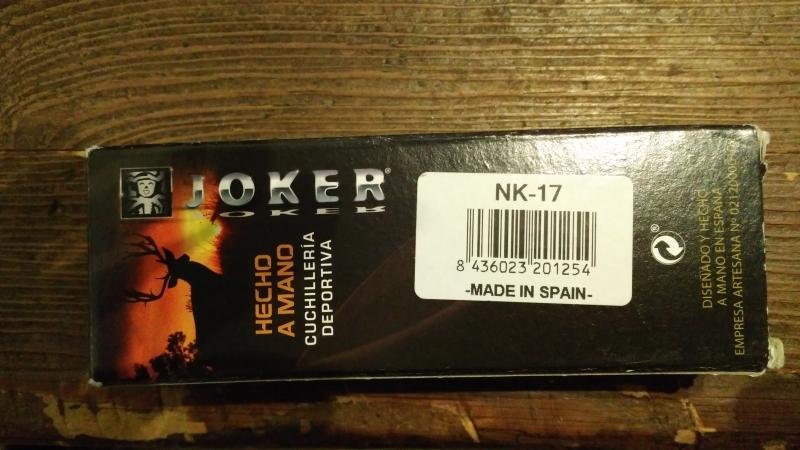 JOKER®
HECHO
A MANO
CUCHILLERÍA
DEPORTIVA
NK-17
8 436023 201254
-MADE IN SPAIN-
®
DISEÑADO Y HECHO
A MANO EN ESPAÑA
EMPRESA ARTESANA Nº